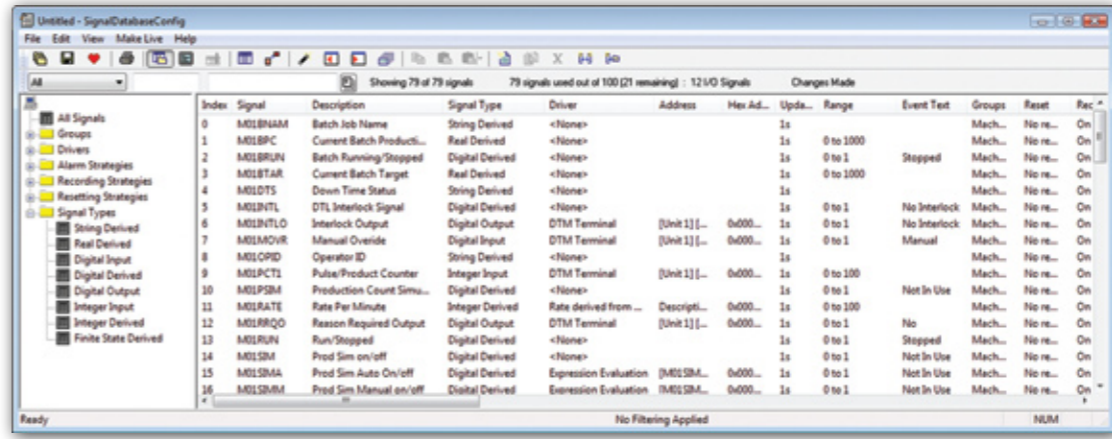 Untitled - SignalDatabaseConfig
File Edit View Make Live Help
All Showing 79 of 79 signals 79 signals used out of 100 (21 remaining) : 12 I/O Signals Changes Made
All Signals
Groups
Drivers
Alarm Strategies
Recording Strategies
Resetting Strategies
Signal Types
String Derived
Real Derived
Digital Input
Digital Derived
Digital Output
Integer Input
Integer Derived
Finite State Derived
Index Signal Description Signal Type Driver Address Hex Ad... Upda... Range Event Text Groups Reset Rec
0 M01BNAM Batch Job Name String Derived <None> 1s Mach... No re... On
1 M01BPC Current Batch Producti... Real Derived <None> 1s 0 to 1000 Mach... No re... On
2 M01BRUN Batch Running/Stopped Digital Derived <None> 1s 0 to 1 Stopped Mach... No re... On
3 M01BTAR Current Batch Target Real Derived <None> 1s 0 to 1000 Mach... No re... On
4 M01DTS Down Time Status String Derived <None> 1s Mach... No re... On
5 M01INTL DTL Interlock Signal Digital Derived <None> 1s 0 to 1 No Interlock Mach... No re... On
6 M01INTLO Interlock Output Digital Output DTM Terminal [Unit 1] [... 0x000... 1s 0 to 1 No Interlock Mach... No re... On
7 M01MOVR Manual Overide Digital Input DTM Terminal [Unit 1] [... 0x000... 1s 0 to 1 Manual Mach... No re... On
8 M01OPID Operator ID String Derived <None> 1s Mach... No re... On
9 M01PCT1 Pulse/Product Counter Integer Input DTM Terminal [Unit 1] [... 0x000... 1s 0 to 100 Mach... No re... On
10 M01PSIM Production Count Simu... Digital Derived <None> 1s 0 to 1 Not In Use Mach... No re... On
11 M01RATE Rate Per Minute Integer Derived Rate derived from ... Descripti... 0x000... 1s 0 to 100 Mach... No re... On
12 M01RRQO Reason Required Output Digital Output DTM Terminal [Unit 1] [... 0x000... 1s 0 to 1 No Mach... No re... On
13 M01RUN Run/Stopped Digital Derived <None> 1s 0 to 1 Stopped Mach... No re... On
14 M01SIM Prod Sim on/off Digital Derived <None> 1s 0 to 1 Not In Use Mach... No re... On
15 M01SIMA Prod Sim Auto On/off Digital Derived Expression Evaluation [M01SIM... 0x000... 1s 0 to 1 Not In Use Mach... No re... On
16 M01SIMM Prod Sim Manual on/off Digital Derived Expression Evaluation [M01SIM... 0x000... 1s 0 to 1 Not In Use Mach... No re... On
Ready No Filtering Applied NUM